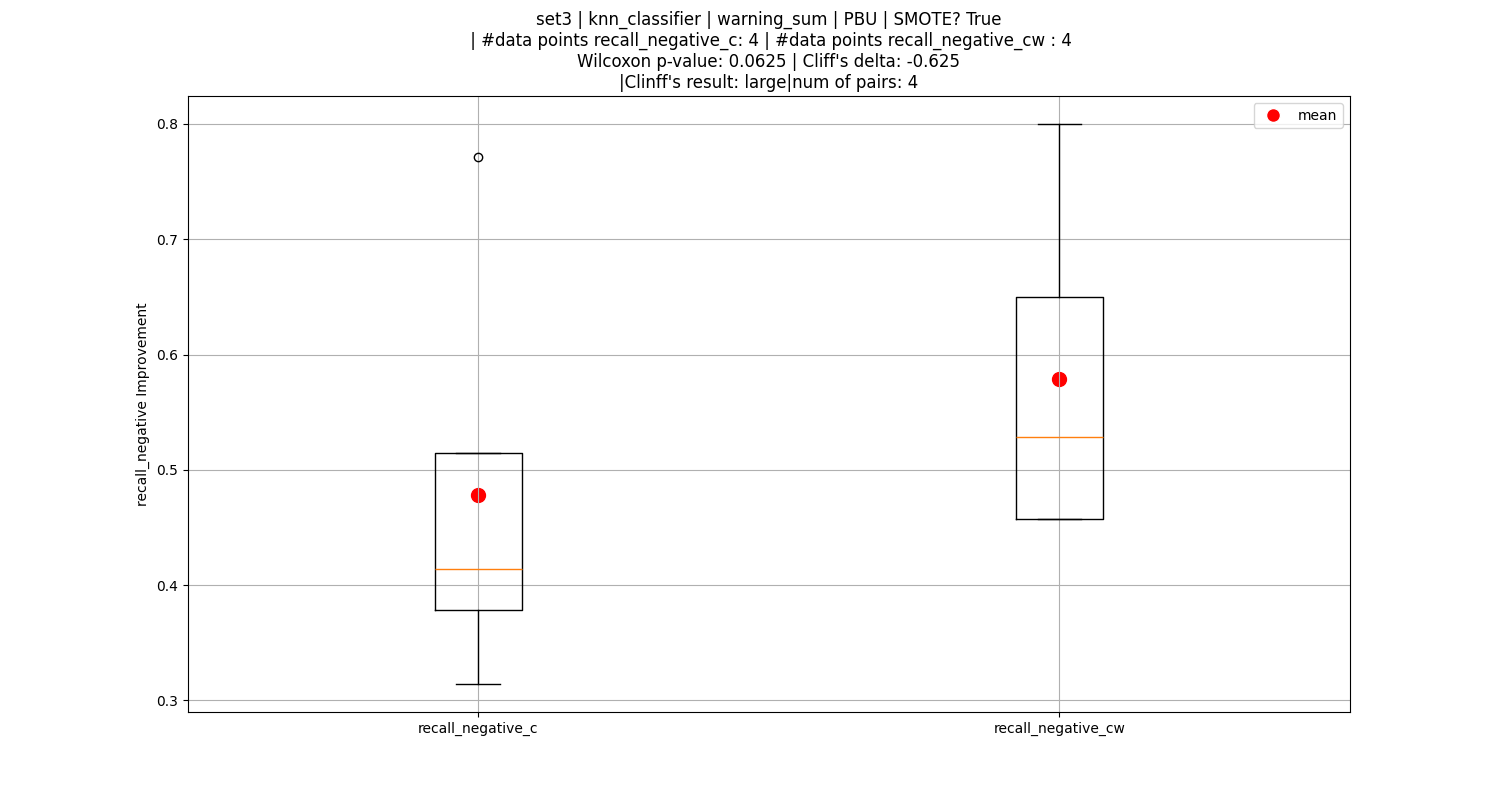 set3 | knn_classifier | warning_sum | PBU | SMOTE? True
| #data points recall_negative_c: 4 | #data points recall_negative_cw : 4
Wilcoxon p-value: 0.0625 | Cliff's delta: -0.625
|Clinff's result: large|num of pairs: 4
mean
0.8
0.7
0.6
0.5
0.4
0.3
recall_negative Improvement
recall_negative_c
recall_negative_cw